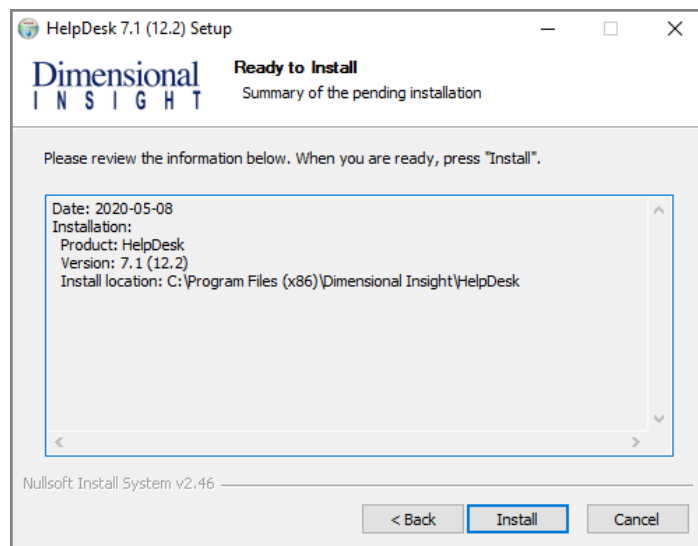 HelpDesk 7.1 (12.2) Setup
Dimensional
INSIGHT
Ready to Install
Summary of the pending installation
Please review the information below. When you are ready, press "Install".
Date: 2020-05-08
Installation:
Product: HelpDesk
Version: 7.1 (12.2)
Install location: C:\Program Files (x86)\Dimensional Insight\HelpDesk
Nullsoft Install System v2.46
< Back
Install
Cancel